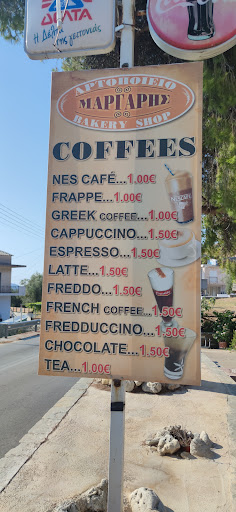 ΔΕΛΤΑ
Coca-Cola
ΑΡΤΟΠΟΙΕΙΟ
ΜΑΡΓΑΡΗΣ
BAKERY SHOP
COFFEES
NES CAFÉ...1.00€
FRAPPE...1.00€
GREEK COFFEE...1.00€
CAPPUCCINO...1.50€
ESPRESSO...1.50€
LATTE...1.50€
FREDDO...1.50€
FRENCH COFFEE...1.50€
FREDDUCCINO...1.50€
CHOCOLATE...1.50€
TEA...1.00€